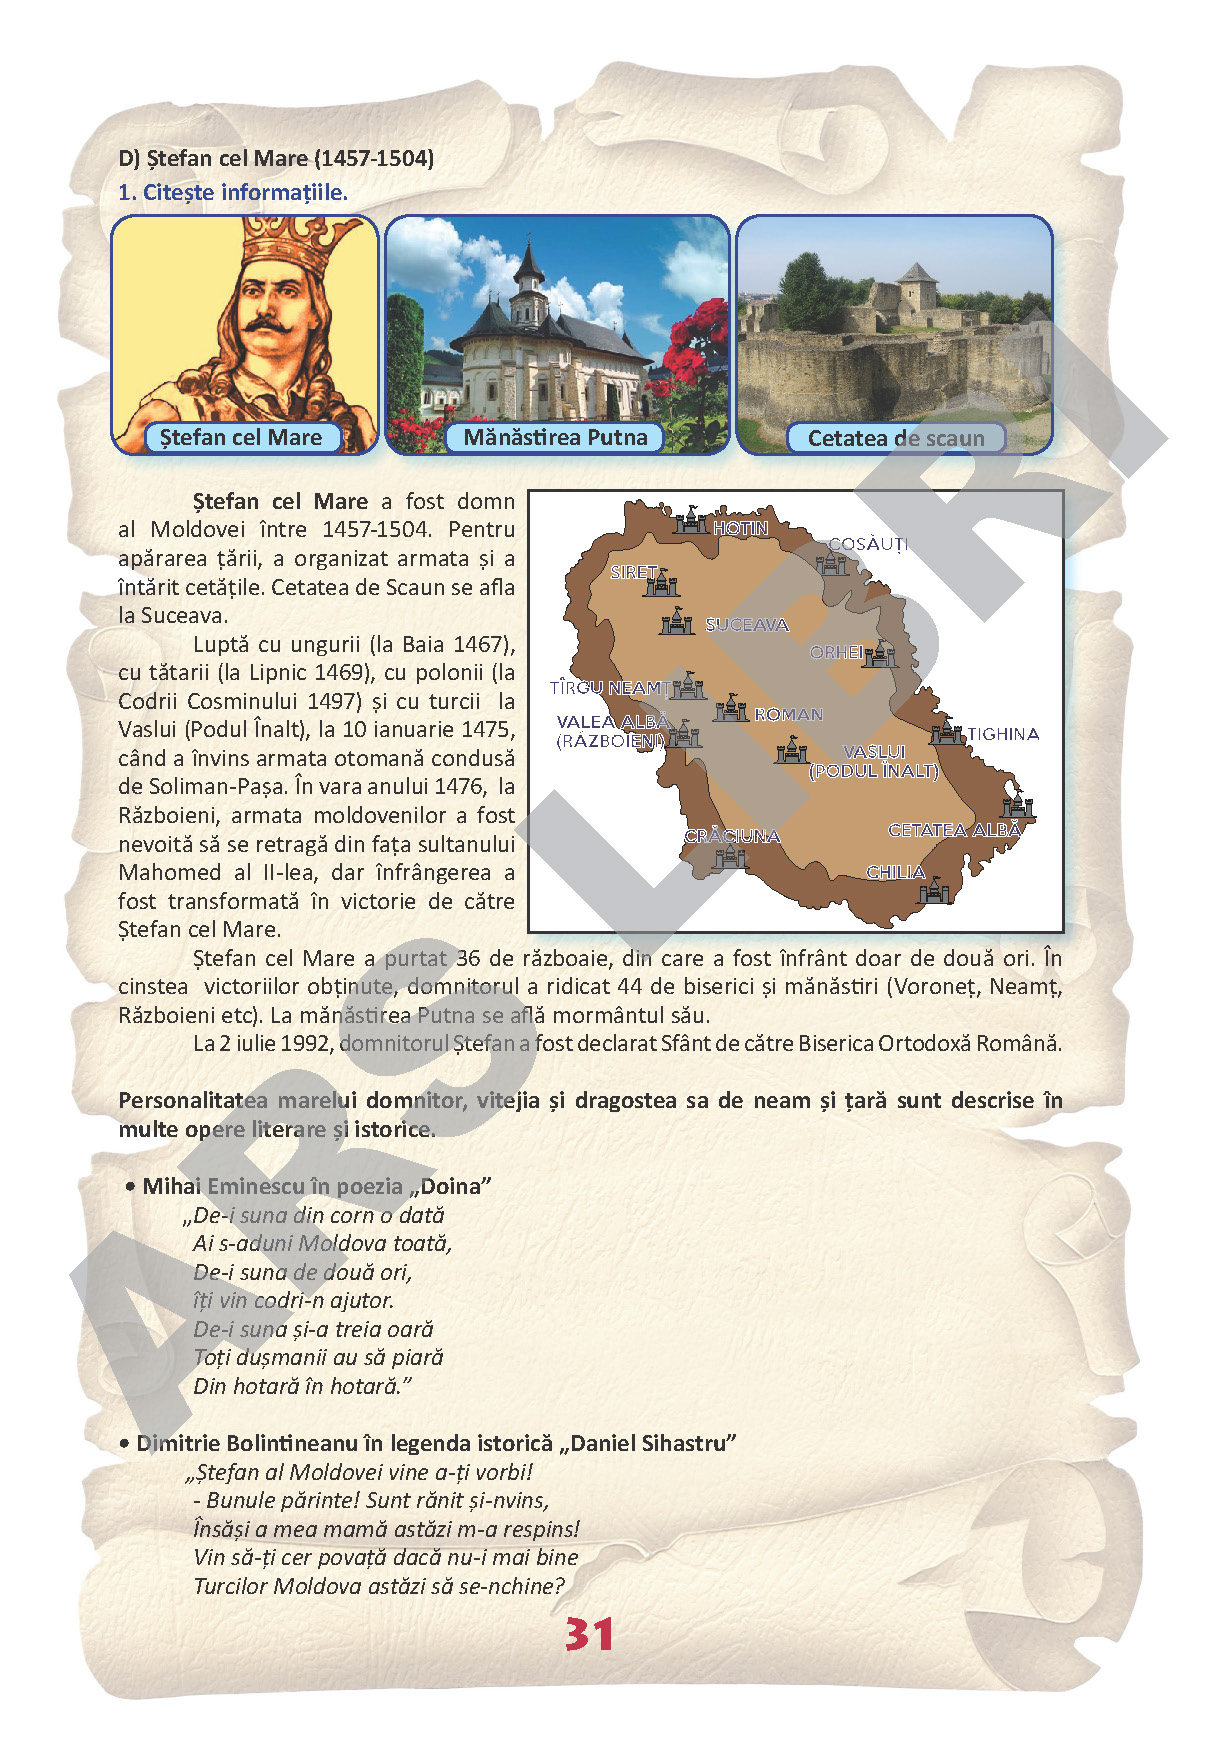 D) Ștefan cel Mare (1457-1504)
1. Citește informațiile.
Ștefan cel Mare
Mănăstirea Putna
Cetatea de scaun
Ștefan cel Mare a fost domn
al Moldovei între 1457-1504. Pentru
apărarea țării, a organizat armata și a
întărit cetățile. Cetatea de Scaun se afla
la Suceava.
Luptă cu ungurii (la Baia 1467),
cu tătarii (la Lipnic 1469), cu polonii (la
Codrii Cosminului 1497) și cu turcii la
Vaslui (Podul Înalt), la 10 ianuarie 1475,
când a învins armata otomană condusă
de Soliman-Pașa. În vara anului 1476, la
Războieni, armata moldovenilor a fost
nevoită să se retragă din fața sultanului
Mahomed al II-lea, dar înfrângerea a
fost transformată în victorie de către
Ștefan cel Mare.
HOTIN
COSĂUȚI
SIRET
SUCEAVA
ORHEI
TÎRGU NEAMȚ
ROMAN
VALEA ALBĂ
(RĂZBOIENI)
TIGHINA
VASLUI
(PODUL ÎNALT)
CETATEA ALBĂ
CRĂCIUNA
CHILIA
Ștefan cel Mare a purtat 36 de războaie, din care a fost înfrânt doar de două ori. În
cinstea victoriilor obținute, domnitorul a ridicat 44 de biserici și mănăstiri (Voroneț, Neamț,
Războieni etc). La mănăstirea Putna se află mormântul său.
La 2 iulie 1992, domnitorul Ștefan a fost declarat Sfânt de către Biserica Ortodoxă Română.
Personalitatea marelui domnitor, vitejia și dragostea sa de neam și țară sunt descrise în
multe opere literare și istorice.
• Mihai Eminescu în poezia „Doina”
„De-i suna din corn o dată
Ai s-aduni Moldova toată,
De-i suna de două ori,
îți vin codri-n ajutor.
De-i suna și-a treia oară
Toți dușmanii au să piară
Din hotară în hotară.”
• Dimitrie Bolintineanu în legenda istorică „Daniel Sihastru”
„Ștefan al Moldovei vine a-ți vorbi!
- Bunule părinte! Sunt rănit și-nvins,
Însăși a mea mamă astăzi m-a respins!
Vin să-ți cer povață dacă nu-i mai bine
Turcilor Moldova astăzi să se-nchine?
31
ARS LIBRI